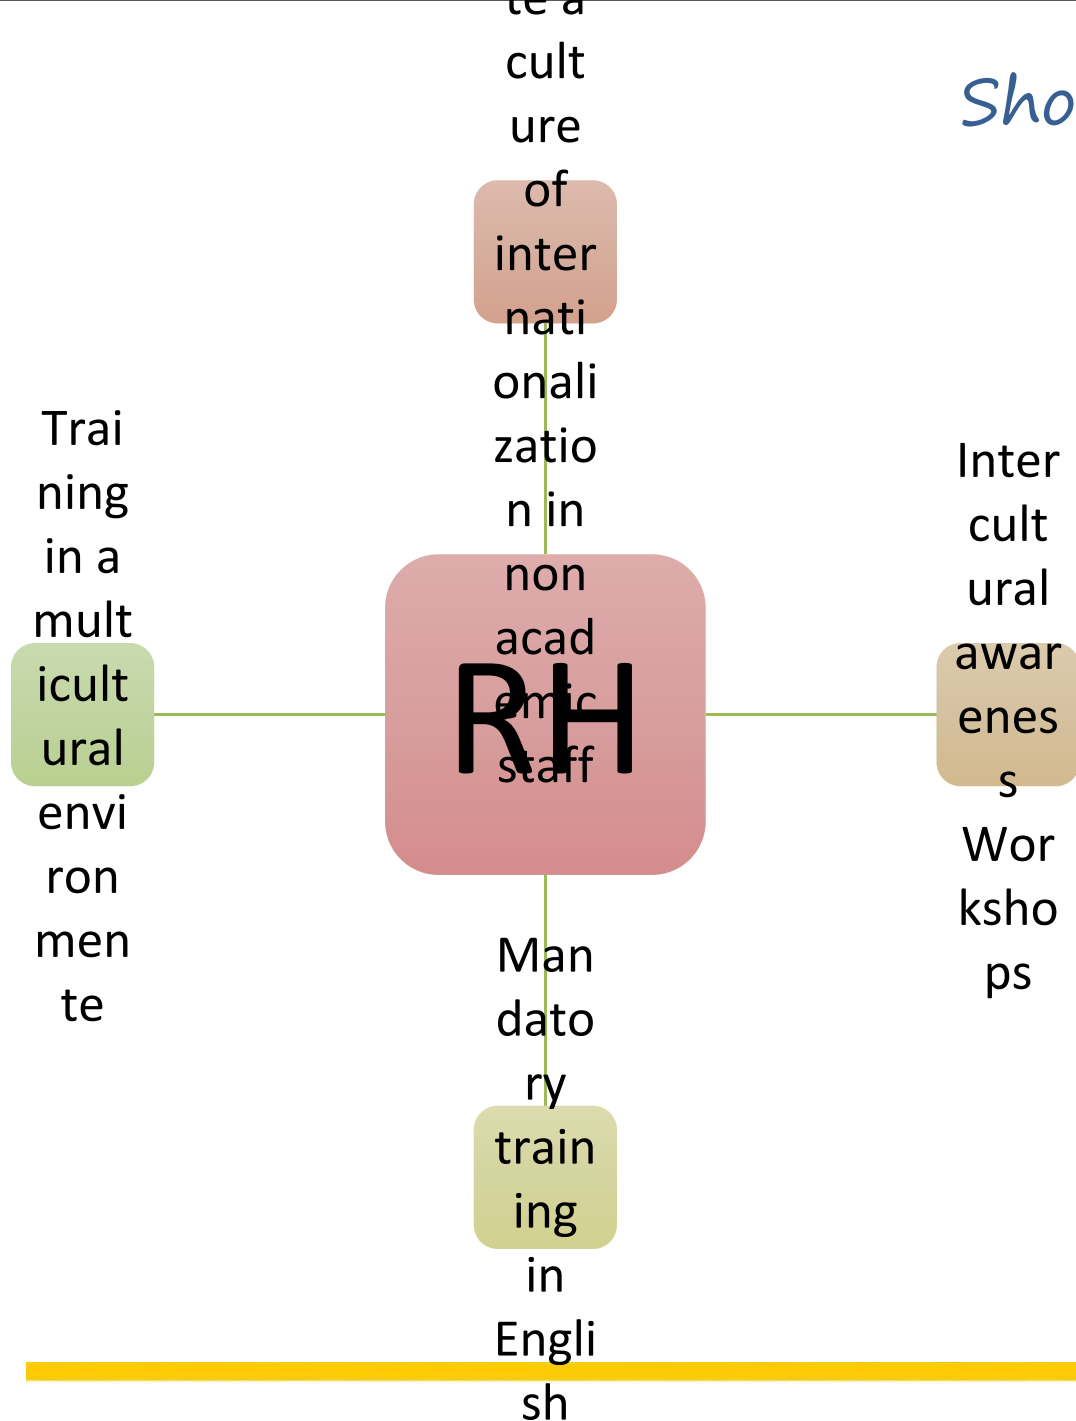 te a
cult
ure
of
inter
nati
onali
zatio
n in
non
acad
emic
staff
Sho
Trai
ning
in a
mult
icult
ural
envi
ron
men
te
RH
Inter
cult
ural
awar
enes
s
Wor
ksho
ps
Man
dato
ry
train
ing
in
Engli
sh